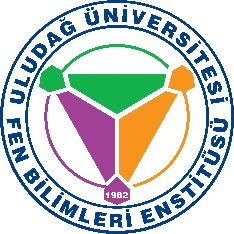 ULUDAĞ ÜNİVERSİTESİ
FEN BİLİMLERİ ENSTİTÜSÜ
1982